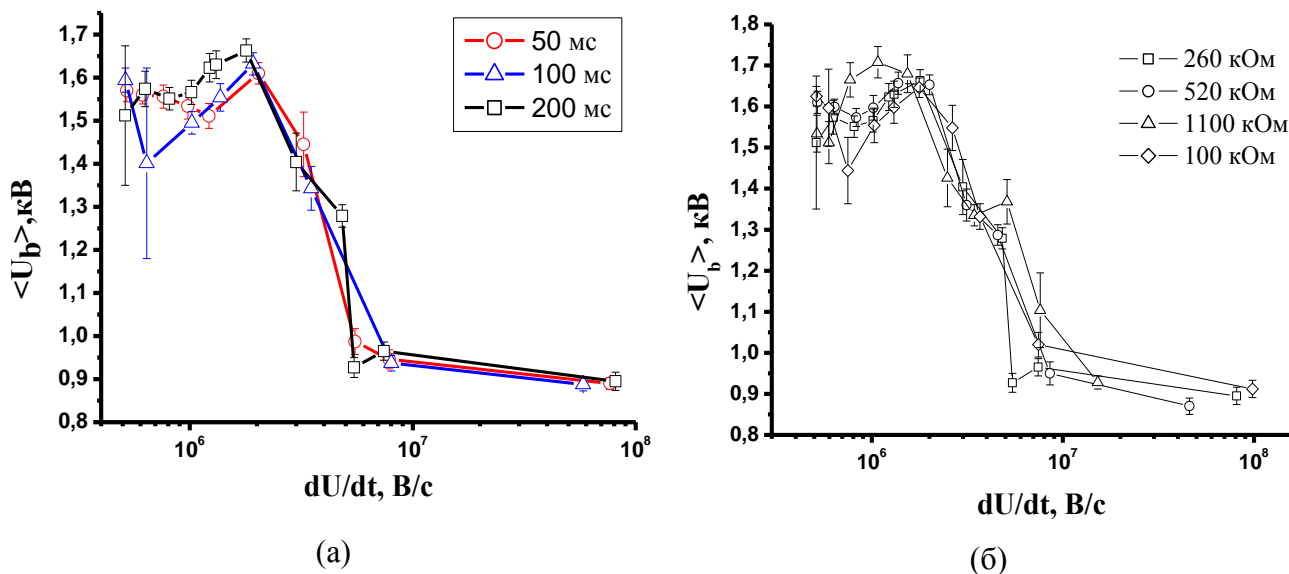 1,7
1,6
1,5
1,4
1,3
1,2
1,1
1,0
0,9
0,8
<U_b>,кВ
50 мс
100 мс
200 мс
10^6
10^7
10^8
dU/dt, В/с
(а)
1,8
1,7
1,6
1,5
1,4
1,3
1,2
1,1
1,0
0,9
0,8
<U_b>, кВ
260 кОм
520 кОм
1100 кОм
100 кОм
10^6
10^7
10^8
dU/dt, В/с
(б)